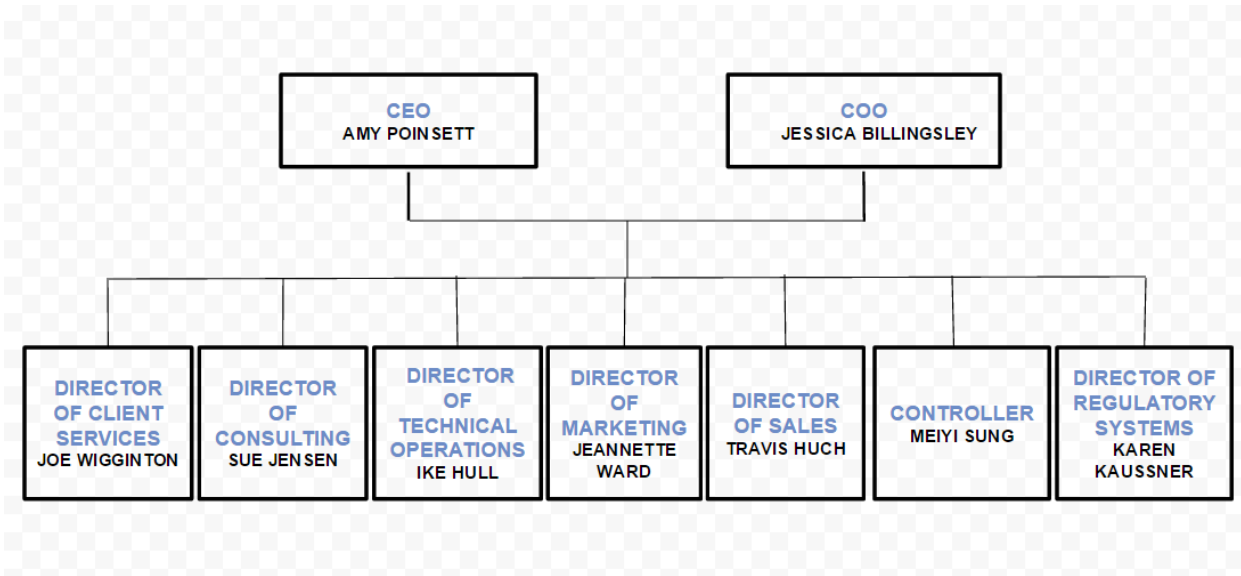 CEO
AMY POINSETT
COO
JESSICA BILLINGSLEY
DIRECTOR
OF CLIENT
SERVICES
JOE WIGGINTON
DIRECTOR
OF
CONSULTING
SUE JENSEN
DIRECTOR
OF
TECHNICAL
OPERATIONS
IKE HULL
DIRECTOR
OF
MARKETING
JEANNETTE
WARD
DIRECTOR
OF SALES
TRAVIS HUCH
CONTROLLER
MEIYI SUNG
DIRECTOR OF
REGULATORY
SYSTEMS
KAREN
KAUSSNER